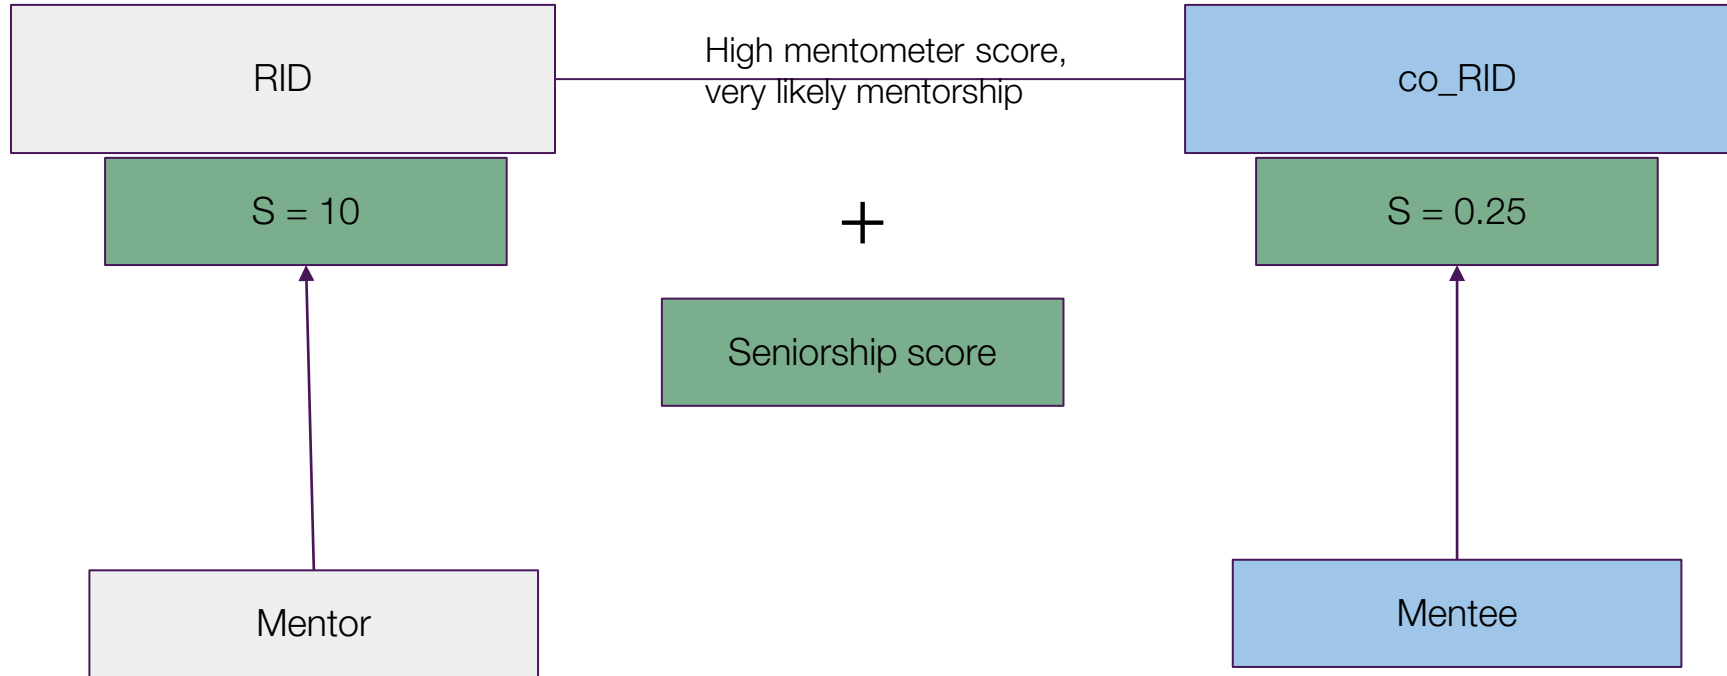 RID
High mentometer score,
very likely mentorship
co_RID
S = 10
+
S = 0.25
Seniorship score
Mentor
Mentee